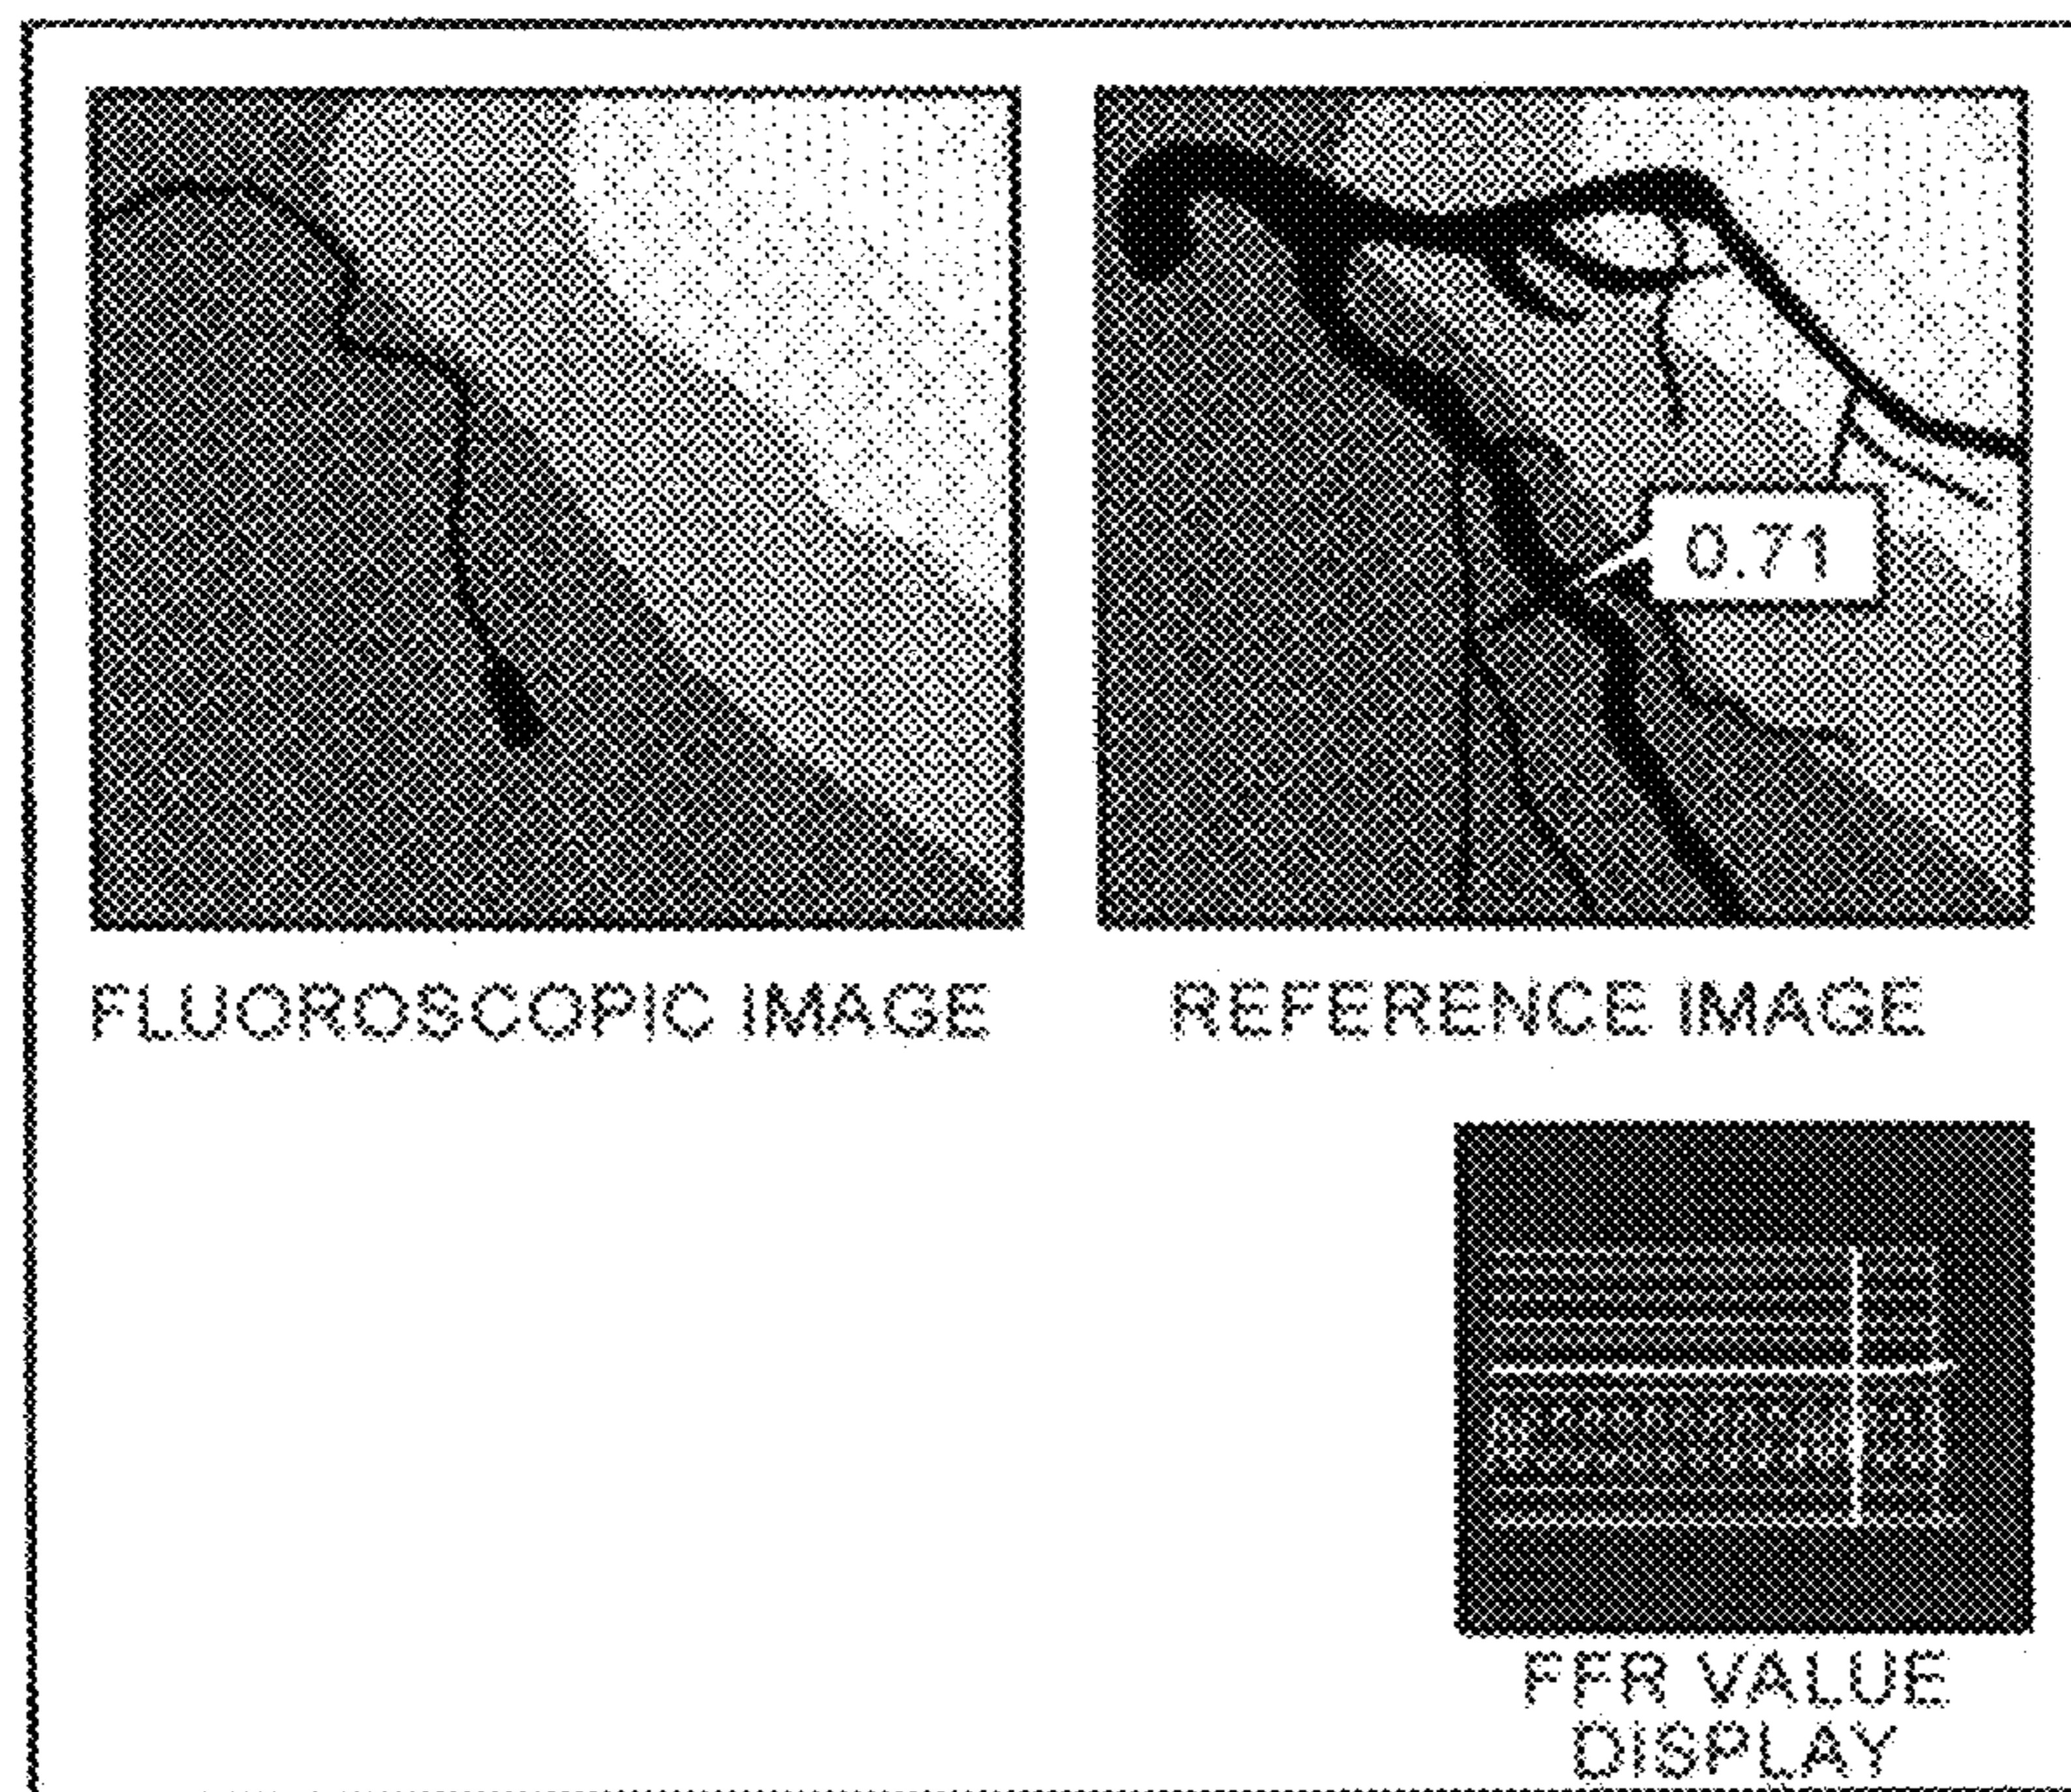 0.71
FLUOROSCOPIC IMAGE
REFERENCE IMAGE
FFR VALUE
DISPLAY